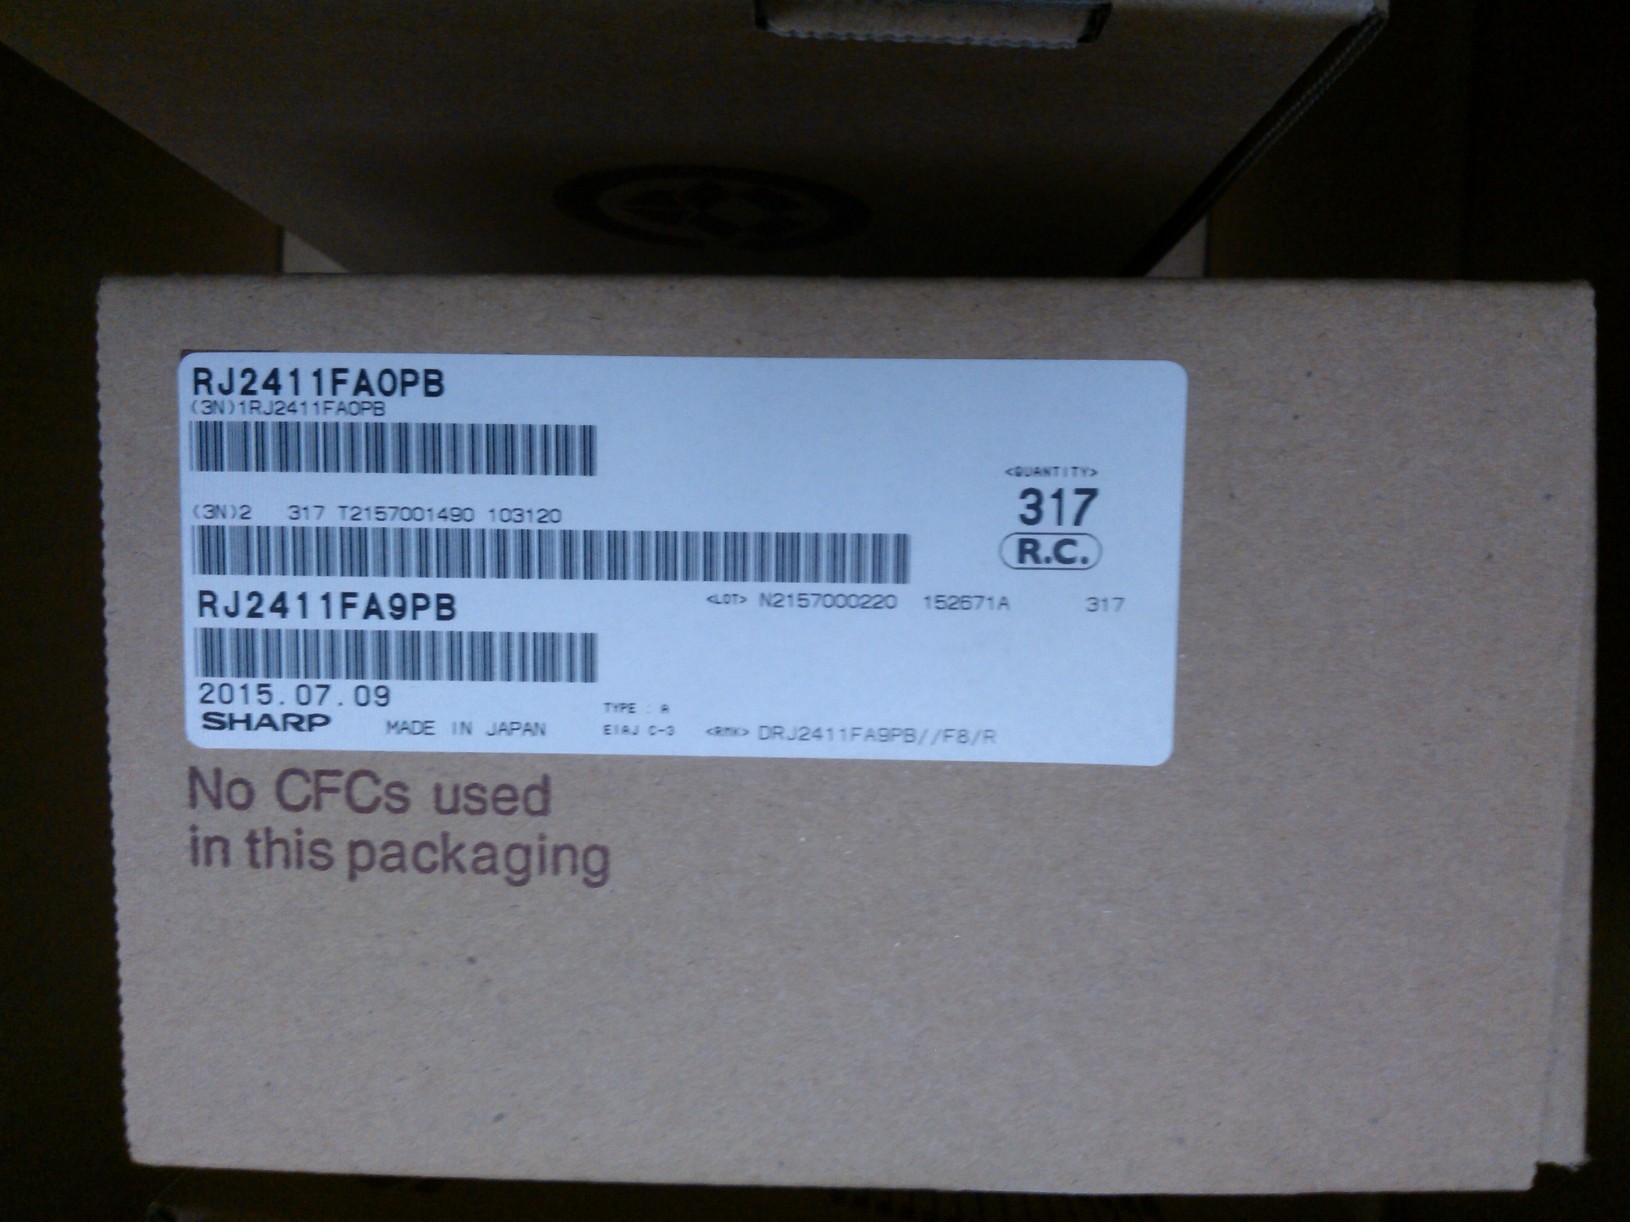 RJ2411FA0PB
(3N)1RJ2411FA0PB
<QUANTITY>
317
R.C.
(3N)2 317 T2157001490 103120
RJ2411FA9PB
<LOT> N2157000220 152671A 317
2015.07.09
SHARP MADE IN JAPAN
TYPE : A
EIAJ C-3
<RMK> DRJ2411FA9PB//F8/R
No CFCs used
in this packaging